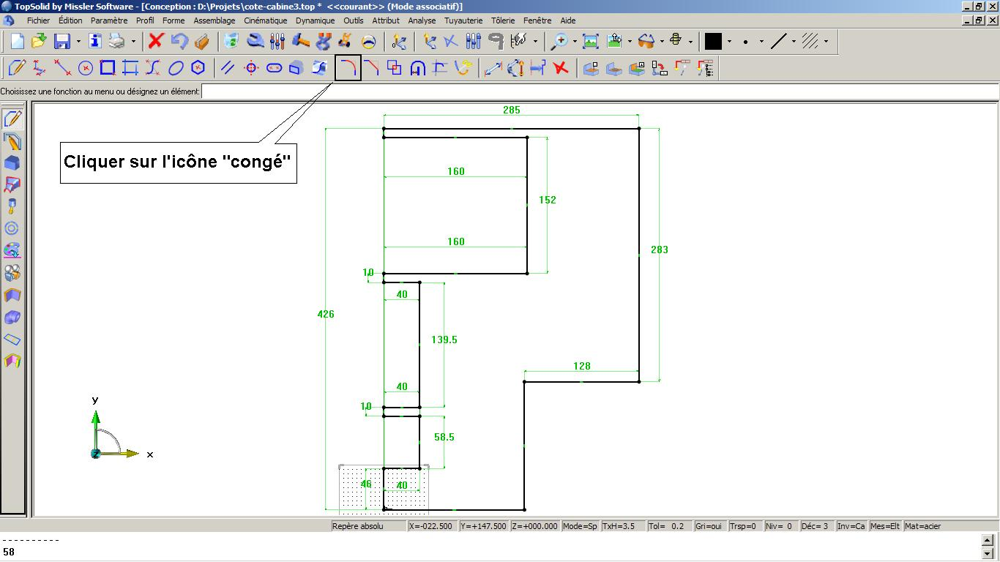 TopSolid by Missler Software - [Conception : D:\Projets\cote-cabine3.top * <<courant>> (Mode associatif)]
Fichier Édition Paramètre Profil Forme Assemblage Cinématique Dynamique Outils Attribut Analyse Tuyauterie Tôlerie Fenêtre Aide
Choisissez une fonction au menu ou désignez un élément:
285
Cliquer sur l'icône "congé"
160
152
160
283
10
40
426
139.5
128
40
10
58.5
46
40
y
x
z
Repère absolu X=-022.500 Y=+147.500 Z=+000.000 Mode=Sp TxH=3.5 Tol= 0.2 Gri=oui Trsp=0 Niv= 0 Déc= 3 Inv=Ca Mes=Elt Mat=acier
----------
58